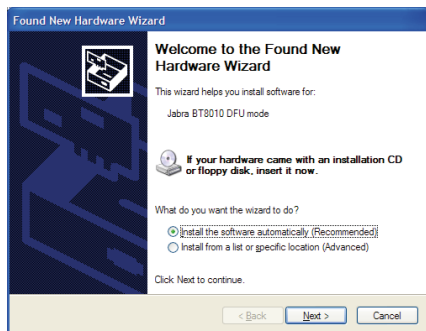 Found New Hardware Wizard
Welcome to the Found New
Hardware Wizard
This wizard helps you install software for:
Jabra BT8010 DFU mode
If your hardware came with an installation CD
or floppy disk, insert it now.
What do you want the wizard to do?
Install the software automatically (Recommended)
Install from a list or specific location (Advanced)
Click Next to continue.
< Back Next > Cancel